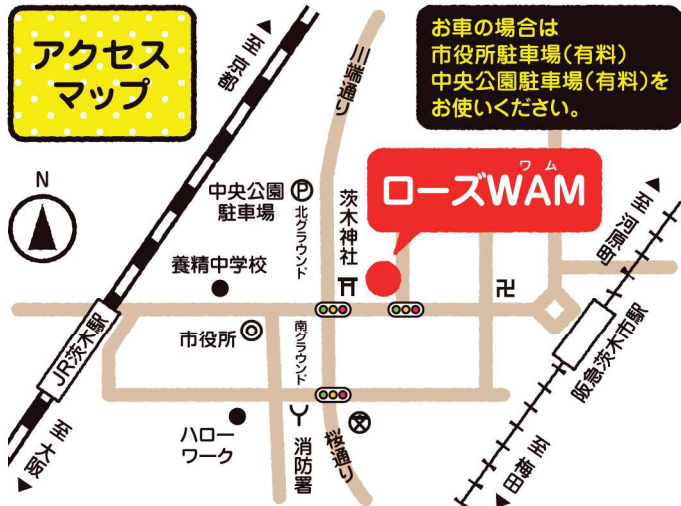 アクセス
マップ
お車の場合は
市役所駐車場(有料)
中央公園駐車場(有料)を
お使いください。
至京都
川端通り
ワム
ローズWAM
N
中央公園
駐車場
P
北グラウンド
茨木神社
至河原町
養精中学校
卍
JR茨木駅
市役所
南グラウンド
阪急茨木市駅
ハロー
ワーク
消防署
桜通り
至大阪
至梅田